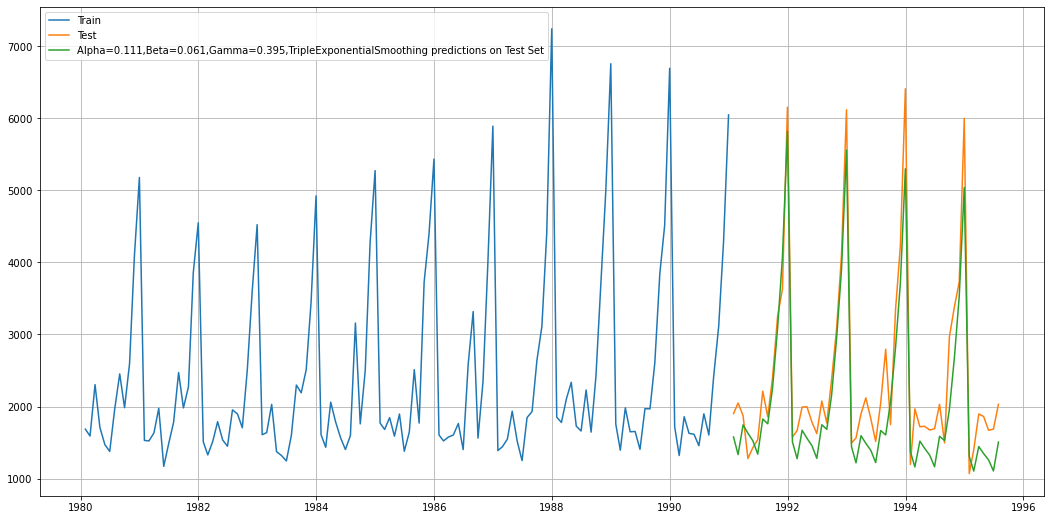 Train
Test
Alpha=0.111,Beta=0.061,Gamma=0.395,TripleExponentialSmoothing predictions on Test Set
7000
6000
5000
4000
3000
2000
1000
1980 1982 1984 1986 1988 1990 1992 1994 1996